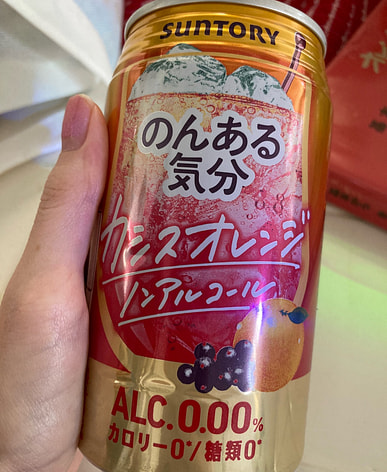 SUNTORY
のんある
気分
カシスオレンジ
ノンアルコール
ALC.0.00%
カロリー0*/糖類0*